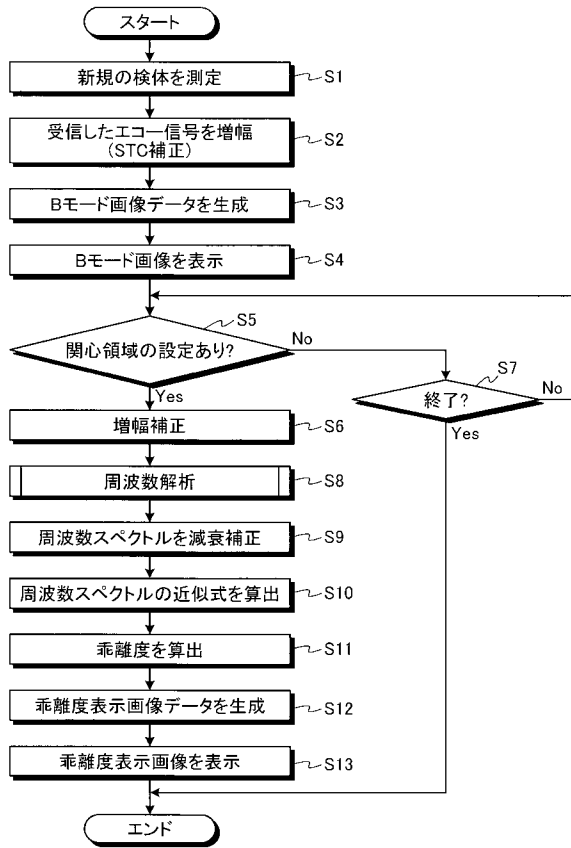 スタート
新規の検体を測定
S1
受信したエコー信号を増幅
(STC補正)
S2
Bモード画像データを生成
S3
Bモード画像を表示
S4
関心領域の設定あり?
S5
No
Yes
終了?
S7
No
Yes
増幅補正
S6
周波数解析
S8
周波数スペクトルを減衰補正
S9
周波数スペクトルの近似式を算出
S10
乖離度を算出
S11
乖離度表示画像データを生成
S12
乖離度表示画像を表示
S13
エンド